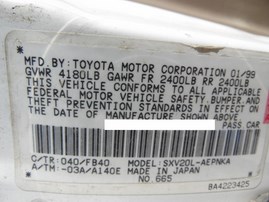 MFD.BY: TOYOTA MOTOR CORPORATION 01/99
GVWR 4180LB GAWR FR 2400LB RR 2400LB
THIS VEHICLE CONFORMS TO ALL APPLICABLE
FEDERAL MOTOR VEHICLE SAFETY,BUMPER,AND
THEFT PREVENTION STANDARDS IN EFFECT ON
THE DATE OF MANUFACTURE SHOWN ABOVE.
PASS CAR
C/TR: 040/FB40 MODEL: SXV20L-AEPNKA
A/TM: -03A/A140E MADE IN JAPAN
NO.665
BA4223425